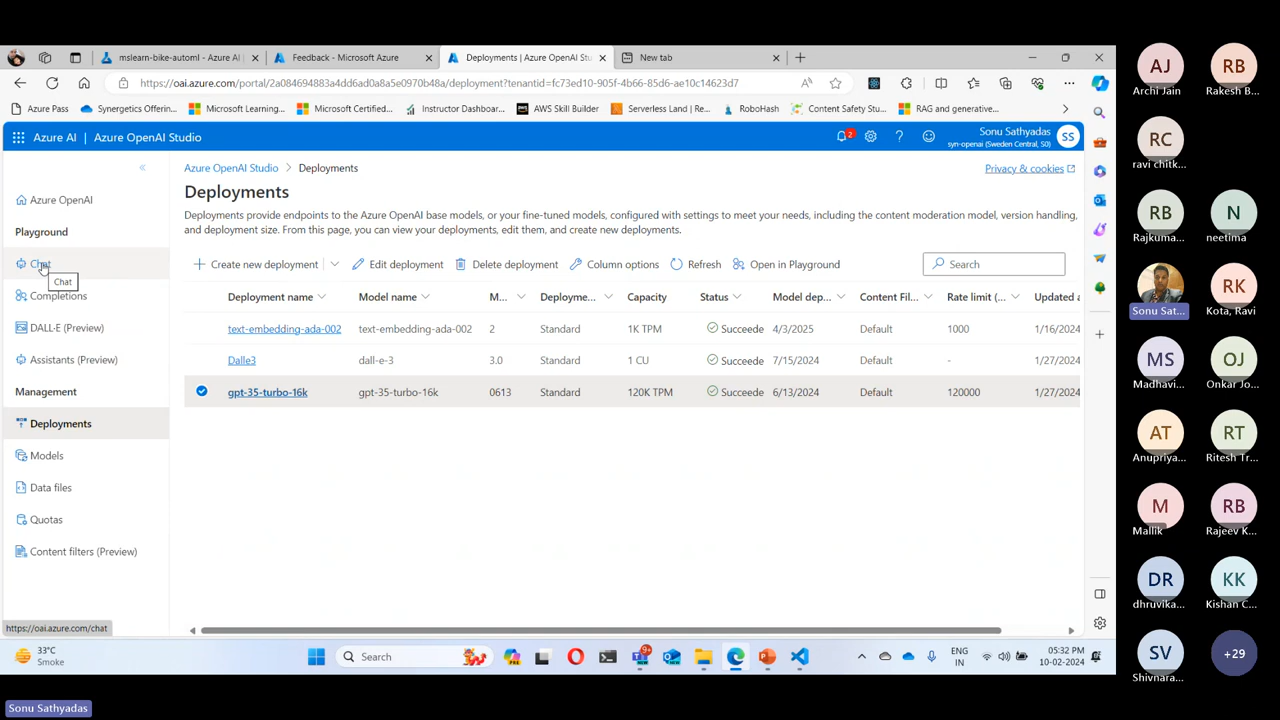 mslearn-bike-automl - Azure AI |
Feedback - Microsoft Azure
Deployments | Azure OpenAI Stu
New tab
https://oai.azure.com/portal/2a084694883a4dd6ad0a8a5e0970b48a/deployment?tenantid=fc73ed10-905f-4b66-85d6-ae10c14623d7
Azure Pass
Synergetics Offering...
Microsoft Learning...
Microsoft Certified...
Instructor Dashboar...
AWS Skill Builder
Serverless Land | Re...
RoboHash
Content Safety Stu...
RAG and generative...
Azure AI | Azure OpenAI Studio
2
Sonu Sathyadas
syn-openai (Sweden Central, S0)
SS
Azure OpenAI
Playground
Chat
Chat
Completions
DALL-E (Preview)
Assistants (Preview)
Management
Deployments
Models
Data files
Quotas
Content filters (Preview)
https://oai.azure.com/chat
Azure OpenAI Studio > Deployments
Privacy & cookies
Deployments
Deployments provide endpoints to the Azure OpenAI base models, or your fine-tuned models, configured with settings to meet your needs, including the content moderation model, version handling,
and deployment size. From this page, you can view your deployments, edit them, and create new deployments.
Create new deployment
Edit deployment
Delete deployment
Column options
Refresh
Open in Playground
Search
Deployment name Model name M... Deployme... Capacity Status Model dep... Content Fil... Rate limit (... Updated a
text-embedding-ada-002 text-embedding-ada-002 2 Standard 1K TPM Succeede 4/3/2025 Default 1000 1/16/2024
Dalle3 dall-e-3 3.0 Standard 1 CU Succeede 7/15/2024 Default - 1/27/2024
gpt-35-turbo-16k gpt-35-turbo-16k 0613 Standard 120K TPM Succeede 6/13/2024 Default 120000 1/27/2024
33°C
Smoke
Search
9+
ENG
IN
05:32 PM
10-02-2024
Sonu Sathyadas
AJ
Archi Jain
RB
Rakesh B...
RC
ravi chitk...
RB
Rajkuma...
N
neetima
Sonu Sat...
RK
Kota, Ravi
MS
Madhavi...
OJ
Onkar Jo...
AT
Anupriya...
RT
Ritesh Tr...
M
Mallik
RB
Rajeev K...
DR
dhruvika...
KK
Kishan C...
SV
Shivnara...
+29